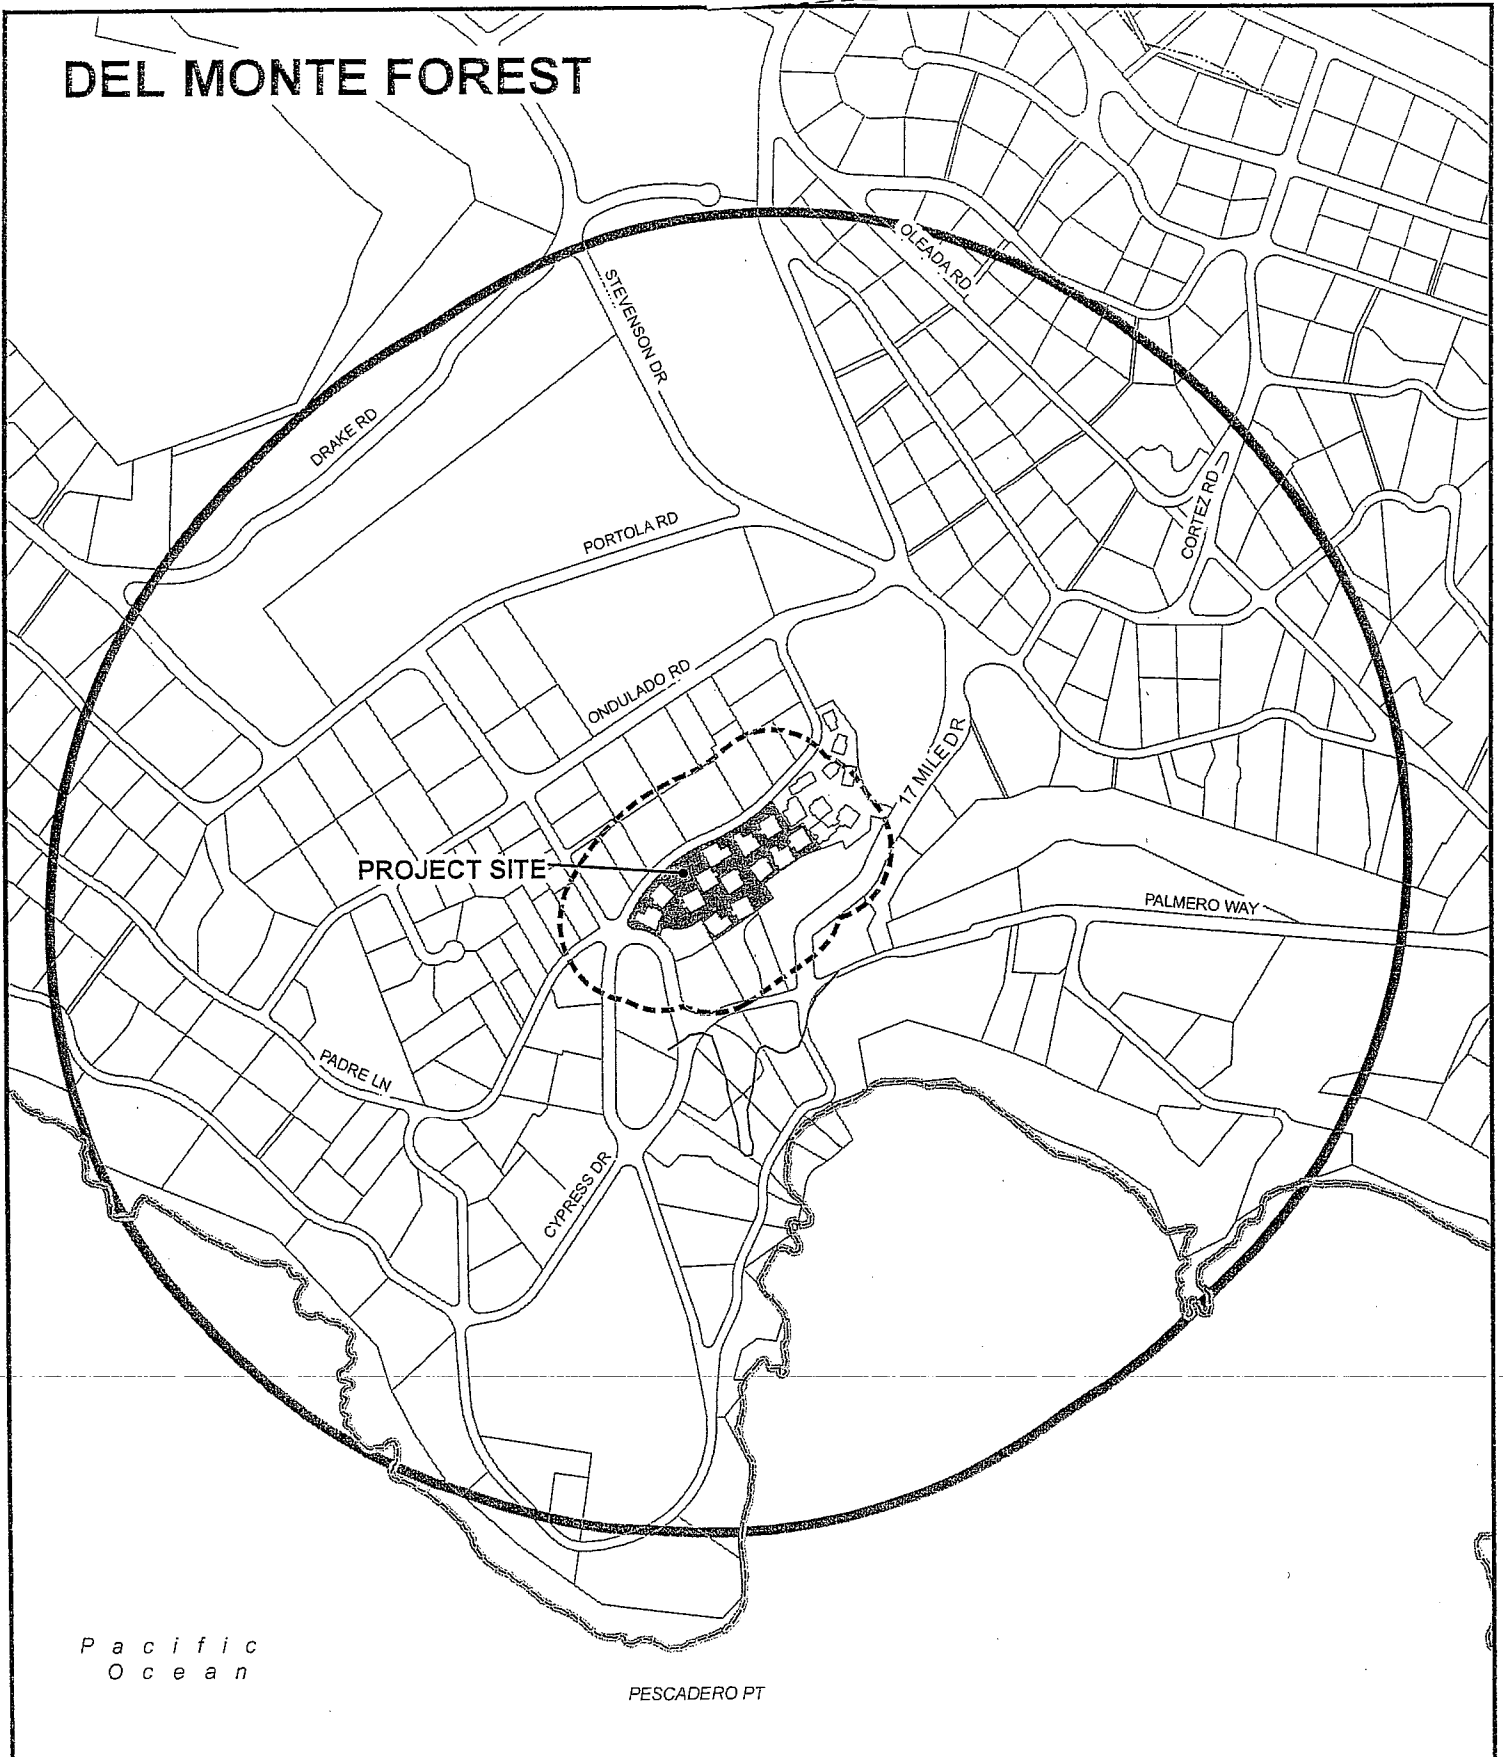 DEL MONTE FOREST
OLEADA RD
STEVENSON DR
DRAKE RD
CORTEZ RD
PORTOLA RD
ONDULADO RD
17 MILE DR
PROJECT SITE
PALMERO WAY
PADRE LN
CYPRESS DR
Pacific
Ocean
PESCADERO PT